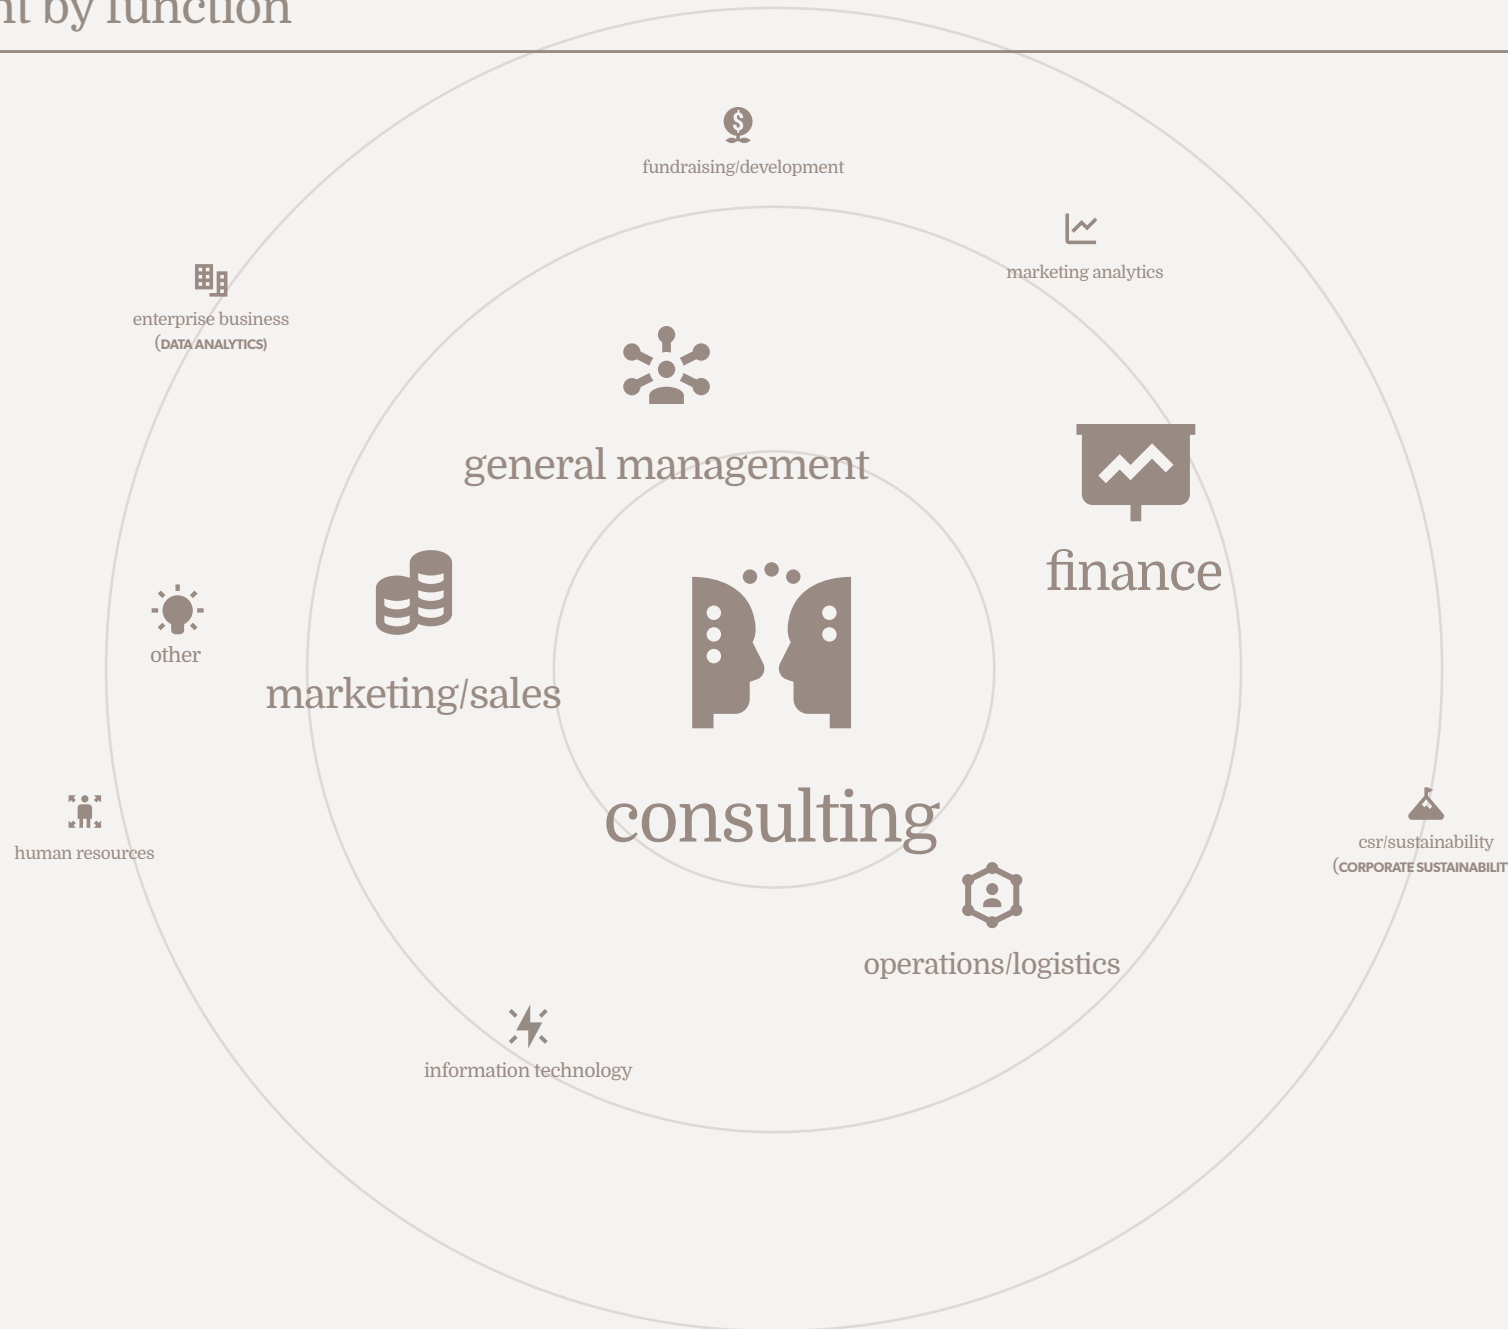 by function
fundraising/development
marketing analytics
enterprise business
(DATA ANALYTICS)
general management
finance
other
marketing/sales
consulting
human resources
csr/sustainability
(CORPORATE
operations/logistics
information technology